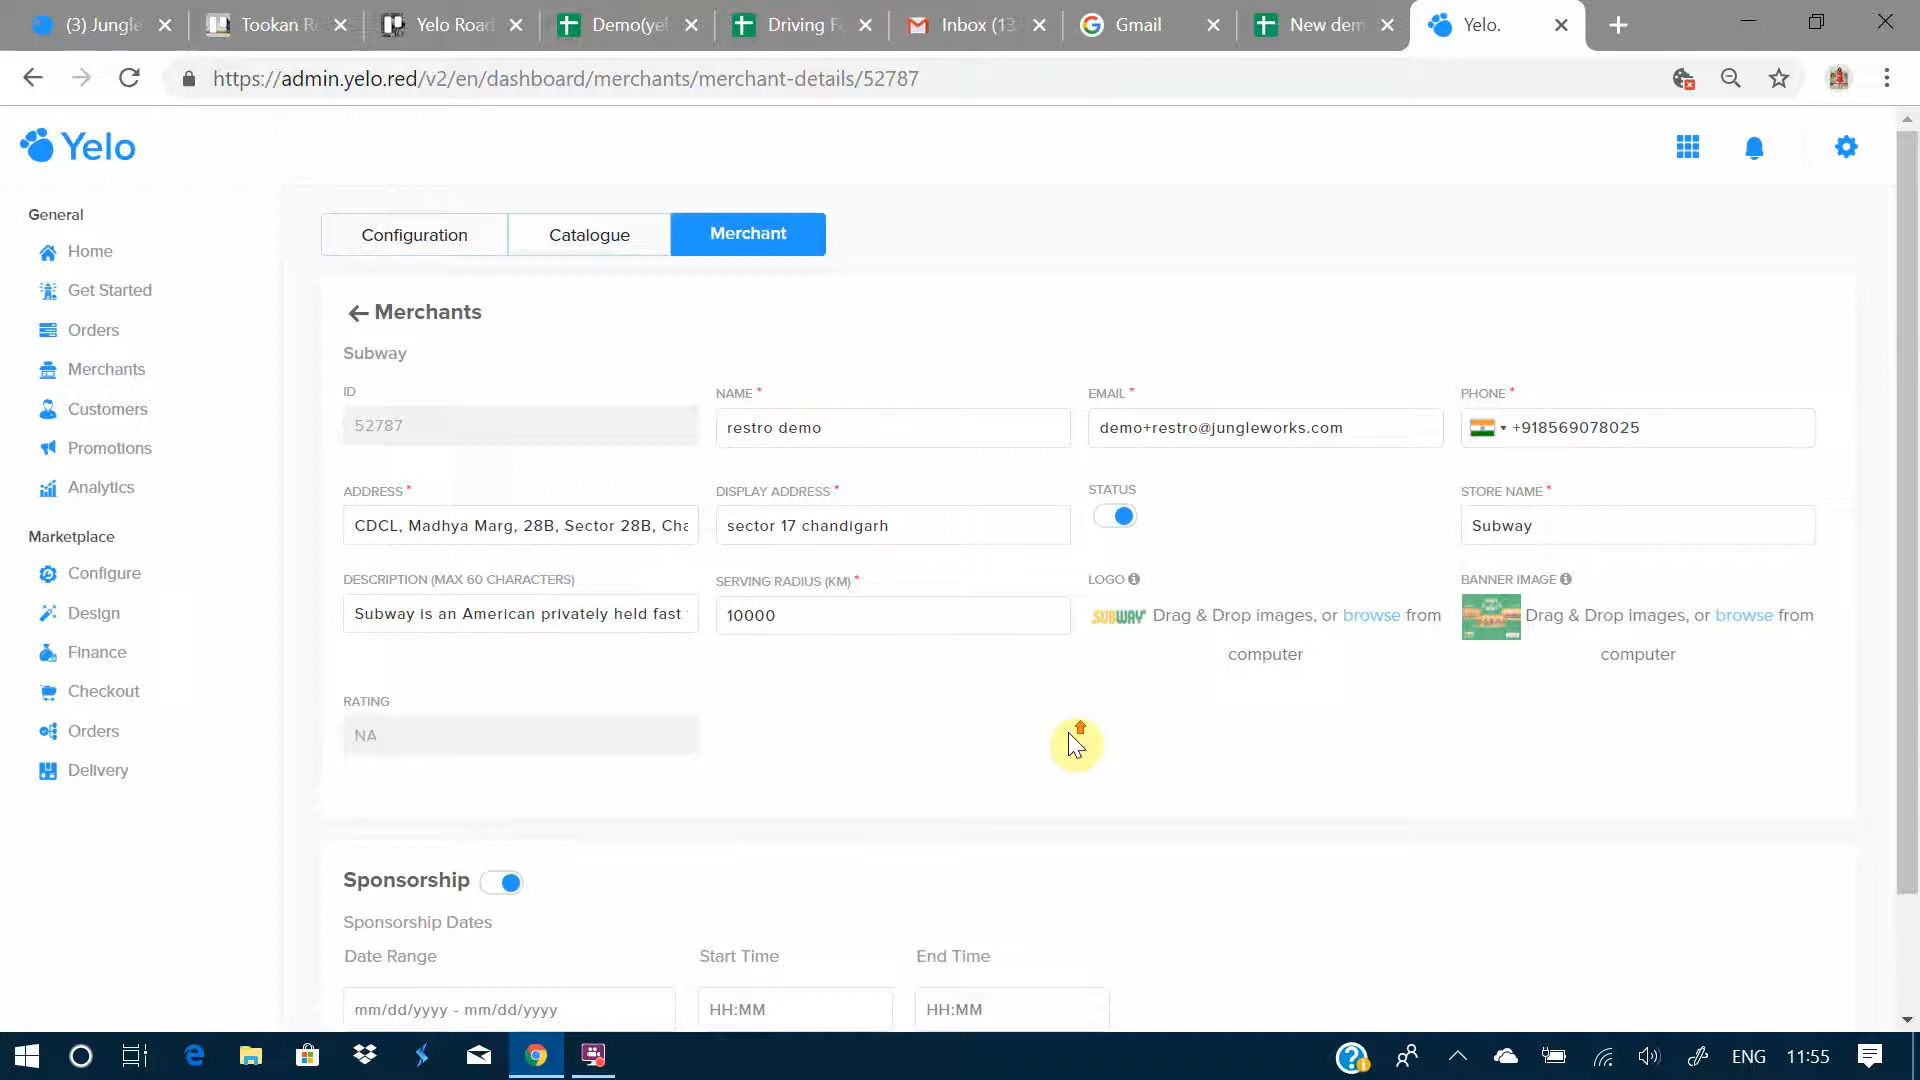 (3) Jungle
Tookan R
Yelo Road
Demo(yel
Driving F
Inbox (13
Gmail
New dem
Yelo.
https://admin.yelo.red/v2/en/dashboard/merchants/merchant-details/52787
Yelo
General
Home
Get Started
Orders
Merchants
Customers
Promotions
Analytics
Marketplace
Configure
Design
Finance
Checkout
Orders
Delivery
Configuration
Catalogue
Merchant
Merchants
Subway
ID
NAME *
EMAIL *
PHONE *
52787
restro demo
demo+restro@jungleworks.com
+918569078025
ADDRESS *
DISPLAY ADDRESS *
STATUS
STORE NAME *
CDCL, Madhya Marg, 28B, Sector 28B, Cha
sector 17 chandigarh
Subway
DESCRIPTION (MAX 60 CHARACTERS)
SERVING RADIUS (KM) *
LOGO
BANNER IMAGE
Subway is an American privately held fast
10000
SUBWAY
Drag & Drop images, or browse from
computer
Drag & Drop images, or browse from
computer
RATING
NA
Sponsorship
Sponsorship Dates
Date Range
Start Time
End Time
mm/dd/yyyy - mm/dd/yyyy
HH:MM
HH:MM
ENG
11:55